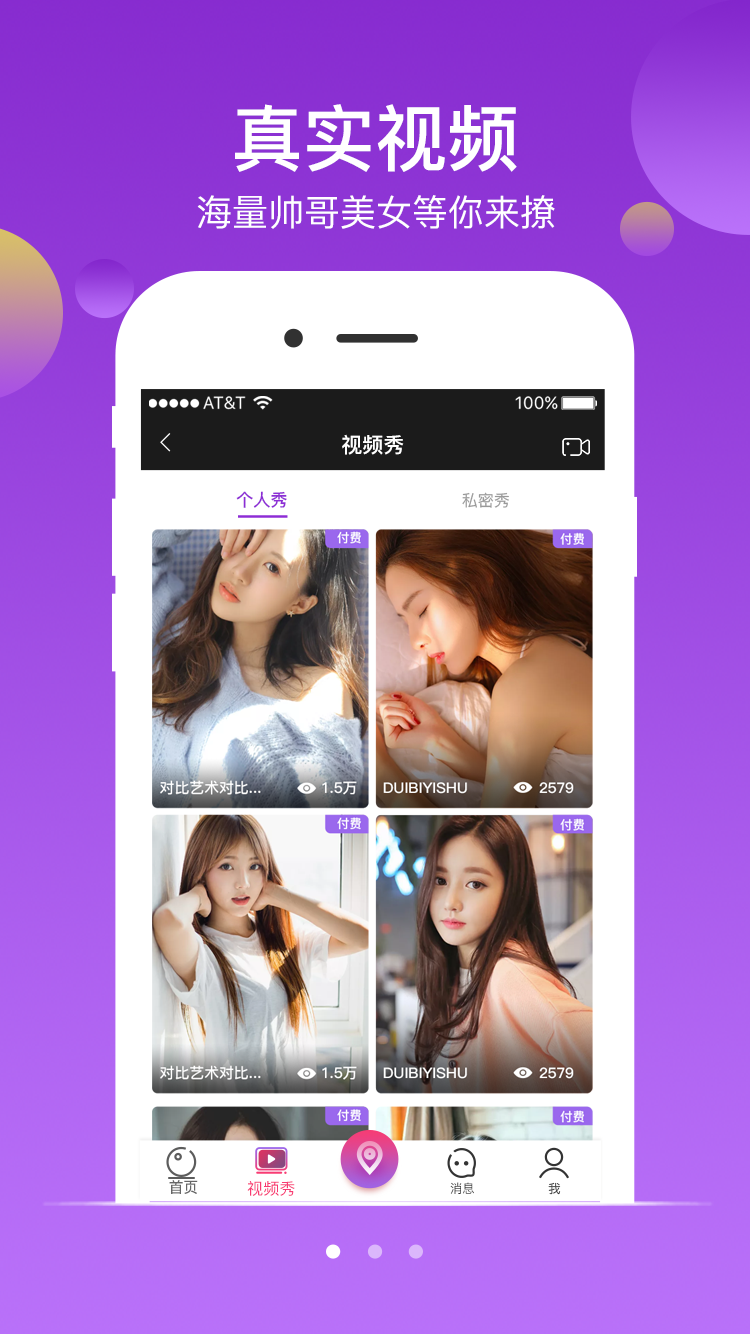 真实视频
海量帅哥美女等你来撩
AT&T 100%
视频秀
个人秀 私密秀
付费 付费
对比艺术对比... 1.5万 DUIBIYISHU 2579
付费 付费
对比艺术对比... 1.5万 DUIBIYISHU 2579
付费 付费
首页 视频秀 消息 我